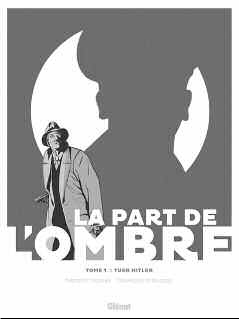 LA PART DE
L'OMBRE
TOME 1 : TUER HITLER
Glénat